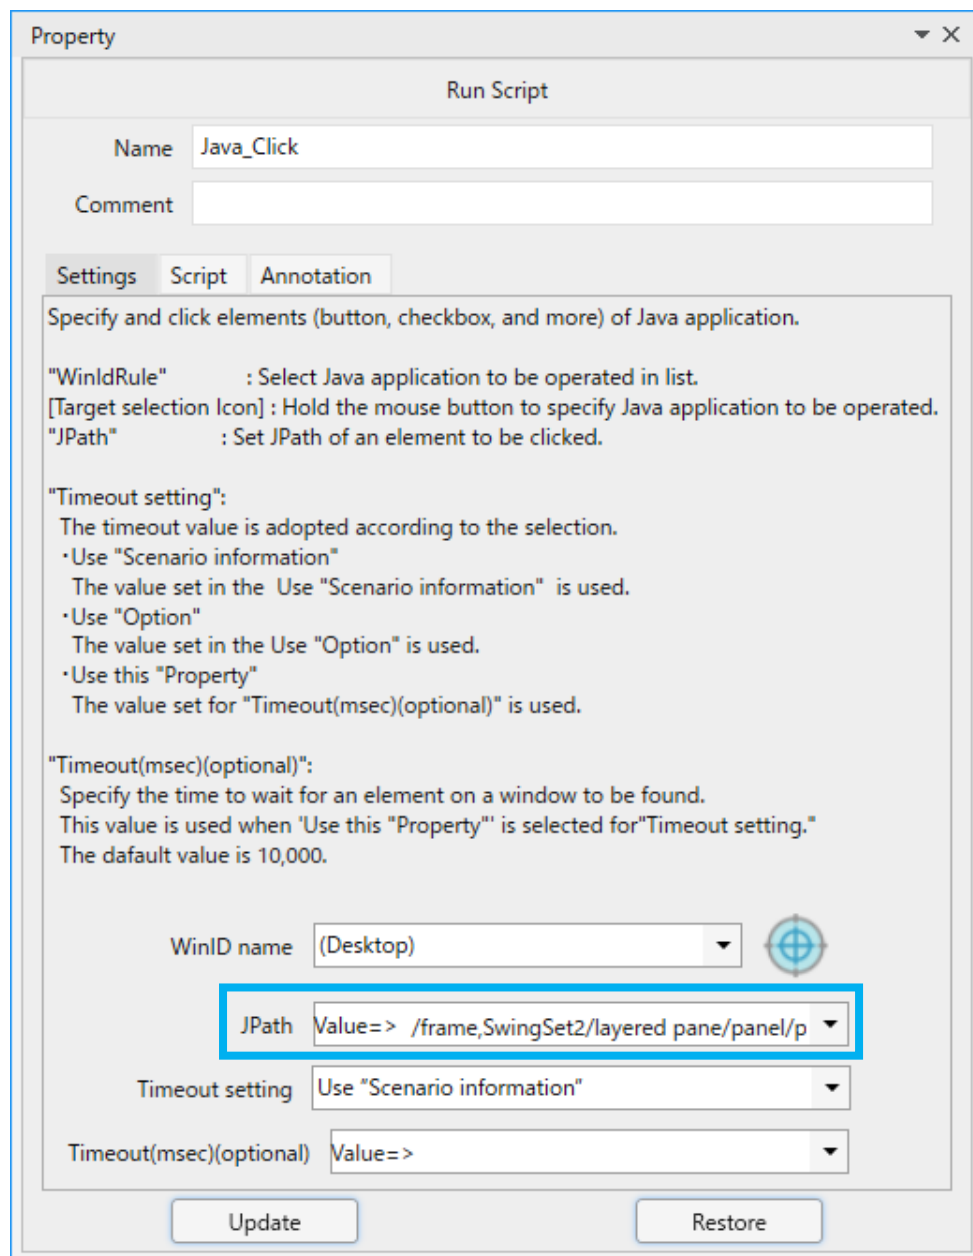 Property
Run Script
Name Java_Click
Comment
Settings Script Annotation
Specify and click elements (button, checkbox, and more) of Java application.
"WinIdRule" : Select Java application to be operated in list.
[Target selection Icon] : Hold the mouse button to specify Java application to be operated.
"JPath" : Set JPath of an element to be clicked.
"Timeout setting":
The timeout value is adopted according to the selection.
･Use "Scenario information"
The value set in the Use "Scenario information" is used.
･Use "Option"
The value set in the Use "Option" is used.
･Use this "Property"
The value set for "Timeout(msec)(optional)" is used.
"Timeout(msec)(optional)":
Specify the time to wait for an element on a window to be found.
This value is used when 'Use this "Property"' is selected for"Timeout setting."
The dafault value is 10,000.
WinID name (Desktop)
JPath Value=> /frame,SwingSet2/layered pane/panel/p
Timeout setting Use "Scenario information"
Timeout(msec)(optional) Value=>
Update Restore